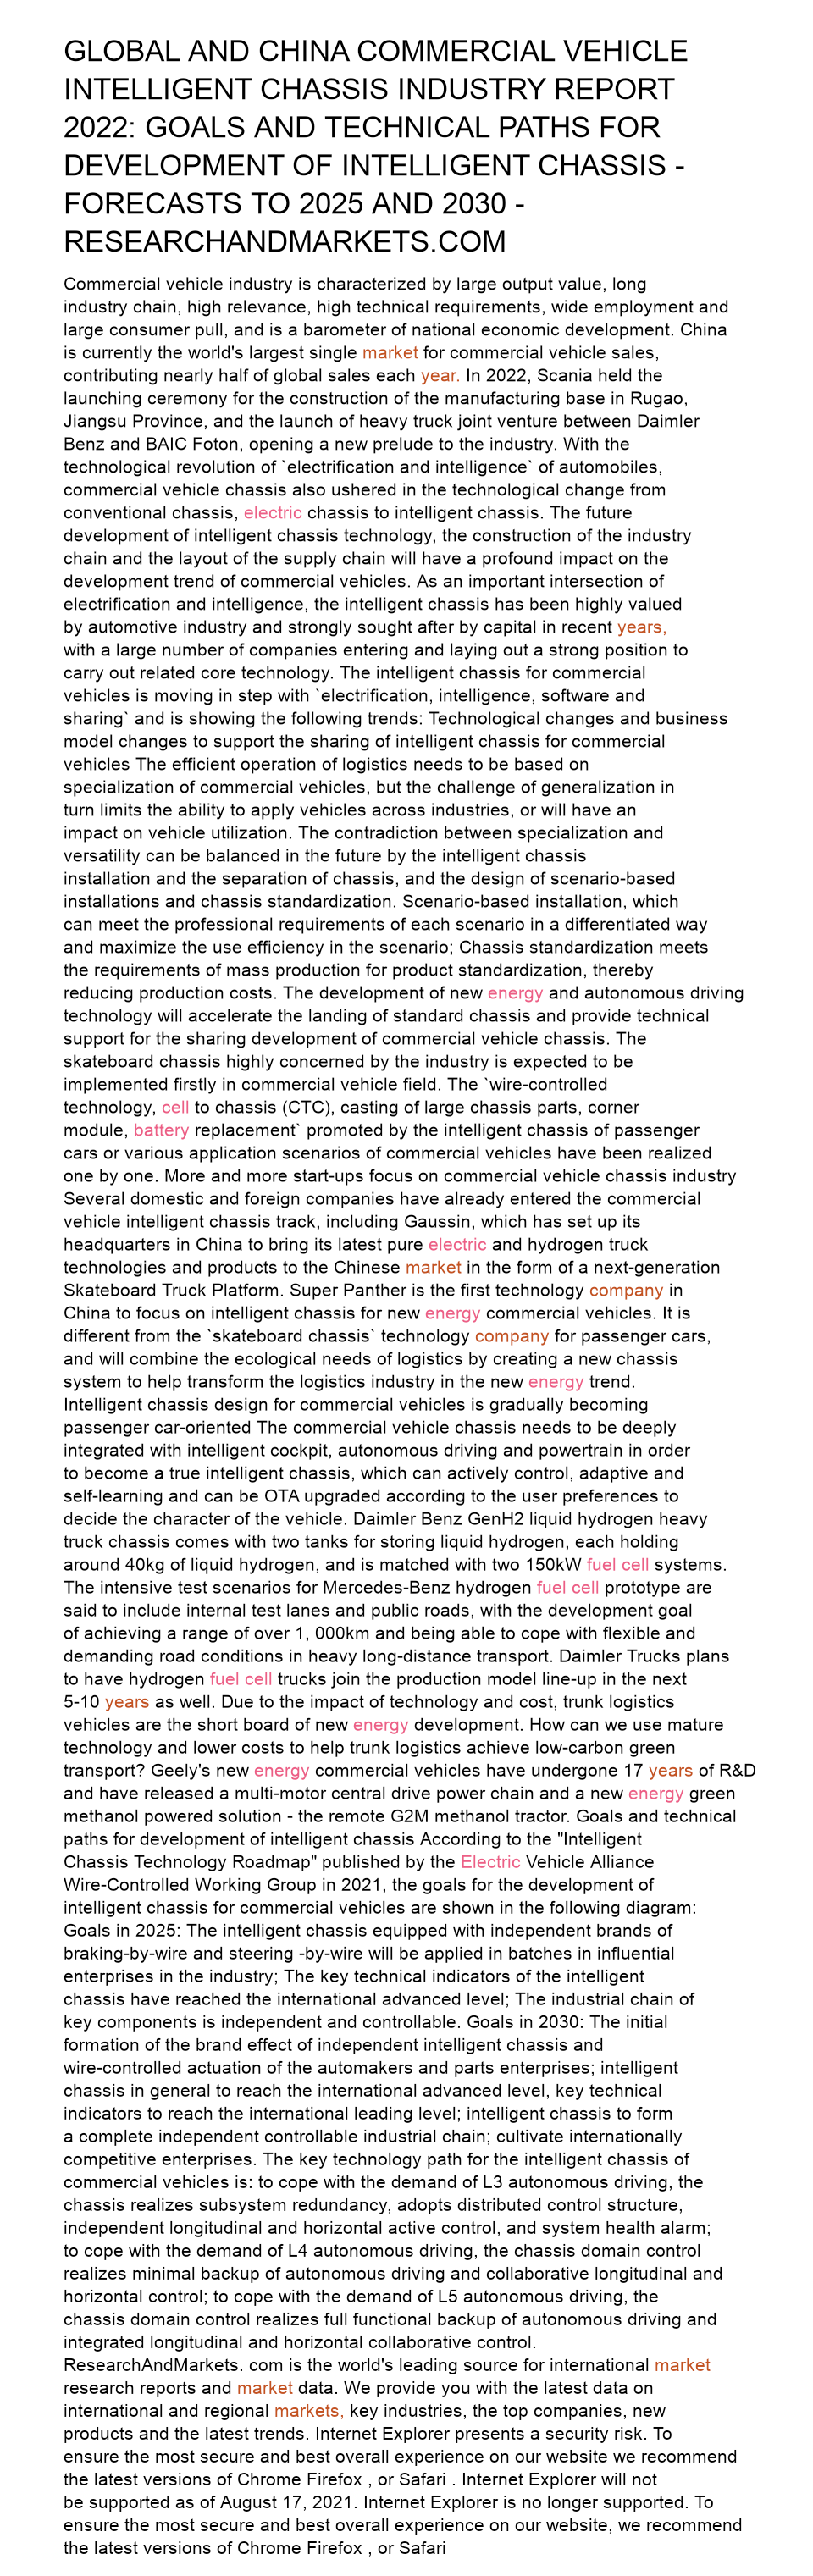 GLOBAL AND CHINA COMMERCIAL VEHICLE
INTELLIGENT CHASSIS INDUSTRY REPORT
2022: GOALS AND TECHNICAL PATHS FOR
DEVELOPMENT OF INTELLIGENT CHASSIS -
FORECASTS TO 2025 AND 2030 -
RESEARCHANDMARKETS.COM
Commercial vehicle industry is characterized by large output value, long
industry chain, high relevance, high technical requirements, wide employment and
large consumer pull, and is a barometer of national economic development. China
is currently the world's largest single market for commercial vehicle sales,
contributing nearly half of global sales each year. In 2022, Scania held the
launching ceremony for the construction of the manufacturing base in Rugao,
Jiangsu Province, and the launch of heavy truck joint venture between Daimler
Benz and BAIC Foton, opening a new prelude to the industry. With the
technological revolution of `electrification and intelligence` of automobiles,
commercial vehicle chassis also ushered in the technological change from
conventional chassis, electric chassis to intelligent chassis. The future
development of intelligent chassis technology, the construction of the industry
chain and the layout of the supply chain will have a profound impact on the
development trend of commercial vehicles. As an important intersection of
electrification and intelligence, the intelligent chassis has been highly valued
by automotive industry and strongly sought after by capital in recent years,
with a large number of companies entering and laying out a strong position to
carry out related core technology. The intelligent chassis for commercial
vehicles is moving in step with `electrification, intelligence, software and
sharing` and is showing the following trends: Technological changes and business
model changes to support the sharing of intelligent chassis for commercial
vehicles The efficient operation of logistics needs to be based on
specialization of commercial vehicles, but the challenge of generalization in
turn limits the ability to apply vehicles across industries, or will have an
impact on vehicle utilization. The contradiction between specialization and
versatility can be balanced in the future by the intelligent chassis
installation and the separation of chassis, and the design of scenario-based
installations and chassis standardization. Scenario-based installation, which
can meet the professional requirements of each scenario in a differentiated way
and maximize the use efficiency in the scenario; Chassis standardization meets
the requirements of mass production for product standardization, thereby
reducing production costs. The development of new energy and autonomous driving
technology will accelerate the landing of standard chassis and provide technical
support for the sharing development of commercial vehicle chassis. The
skateboard chassis highly concerned by the industry is expected to be
implemented firstly in commercial vehicle field. The `wire-controlled
technology, cell to chassis (CTC), casting of large chassis parts, corner
module, battery replacement` promoted by the intelligent chassis of passenger
cars or various application scenarios of commercial vehicles have been realized
one by one. More and more start-ups focus on commercial vehicle chassis industry
Several domestic and foreign companies have already entered the commercial
vehicle intelligent chassis track, including Gaussin, which has set up its
headquarters in China to bring its latest pure electric and hydrogen truck
technologies and products to the Chinese market in the form of a next-generation
Skateboard Truck Platform. Super Panther is the first technology company in
China to focus on intelligent chassis for new energy commercial vehicles. It is
different from the `skateboard chassis` technology company for passenger cars,
and will combine the ecological needs of logistics by creating a new chassis
system to help transform the logistics industry in the new energy trend.
Intelligent chassis design for commercial vehicles is gradually becoming
passenger car-oriented The commercial vehicle chassis needs to be deeply
integrated with intelligent cockpit, autonomous driving and powertrain in order
to become a true intelligent chassis, which can actively control, adaptive and
self-learning and can be OTA upgraded according to the user preferences to
decide the character of the vehicle. Daimler Benz GenH2 liquid hydrogen heavy
truck chassis comes with two tanks for storing liquid hydrogen, each holding
around 40kg of liquid hydrogen, and is matched with two 150kW fuel cell systems.
The intensive test scenarios for Mercedes-Benz hydrogen fuel cell prototype are
said to include internal test lanes and public roads, with the development goal
of achieving a range of over 1, 000km and being able to cope with flexible and
demanding road conditions in heavy long-distance transport. Daimler Trucks plans
to have hydrogen fuel cell trucks join the production model line-up in the next
5-10 years as well. Due to the impact of technology and cost, trunk logistics
vehicles are the short board of new energy development. How can we use mature
technology and lower costs to help trunk logistics achieve low-carbon green
transport? Geely's new energy commercial vehicles have undergone 17 years of R&D
and have released a multi-motor central drive power chain and a new energy green
methanol powered solution - the remote G2M methanol tractor. Goals and technical
paths for development of intelligent chassis According to the "Intelligent
Chassis Technology Roadmap" published by the Electric Vehicle Alliance
Wire-Controlled Working Group in 2021, the goals for the development of
intelligent chassis for commercial vehicles are shown in the following diagram:
Goals in 2025: The intelligent chassis equipped with independent brands of
braking-by-wire and steering -by-wire will be applied in batches in influential
enterprises in the industry; The key technical indicators of the intelligent
chassis have reached the international advanced level; The industrial chain of
key components is independent and controllable. Goals in 2030: The initial
formation of the brand effect of independent intelligent chassis and
wire-controlled actuation of the automakers and parts enterprises; intelligent
chassis in general to reach the international advanced level, key technical
indicators to reach the international leading level; intelligent chassis to form
a complete independent controllable industrial chain; cultivate internationally
competitive enterprises. The key technology path for the intelligent chassis of
commercial vehicles is: to cope with the demand of L3 autonomous driving, the
chassis realizes subsystem redundancy, adopts distributed control structure,
independent longitudinal and horizontal active control, and system health alarm;
to cope with the demand of L4 autonomous driving, the chassis domain control
realizes minimal backup of autonomous driving and collaborative longitudinal and
horizontal control; to cope with the demand of L5 autonomous driving, the
chassis domain control realizes full functional backup of autonomous driving and
integrated longitudinal and horizontal collaborative control.
ResearchAndMarkets. com is the world's leading source for international market
research reports and market data. We provide you with the latest data on
international and regional markets, key industries, the top companies, new
products and the latest trends. Internet Explorer presents a security risk. To
ensure the most secure and best overall experience on our website we recommend
the latest versions of Chrome Firefox , or Safari . Internet Explorer will not
be supported as of August 17, 2021. Internet Explorer is no longer supported. To
ensure the most secure and best overall experience on our website, we recommend
the latest versions of Chrome Firefox , or Safari